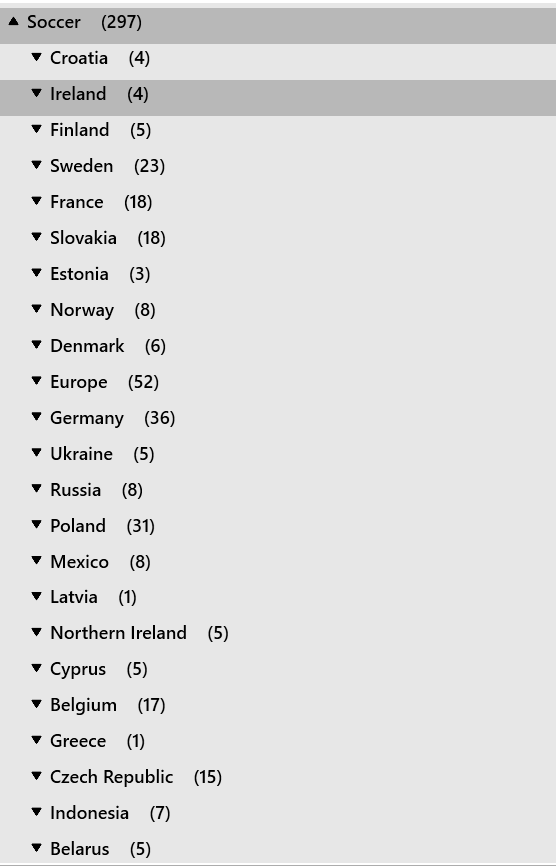 Soccer (297)
Croatia (4)
Ireland (4)
Finland (5)
Sweden (23)
France (18)
Slovakia (18)
Estonia (3)
Norway (8)
Denmark (6)
Europe (52)
Germany (36)
Ukraine (5)
Russia (8)
Poland (31)
Mexico (8)
Latvia (1)
Northern Ireland (5)
Cyprus (5)
Belgium (17)
Greece (1)
Czech Republic (15)
Indonesia (7)
Belarus (5)